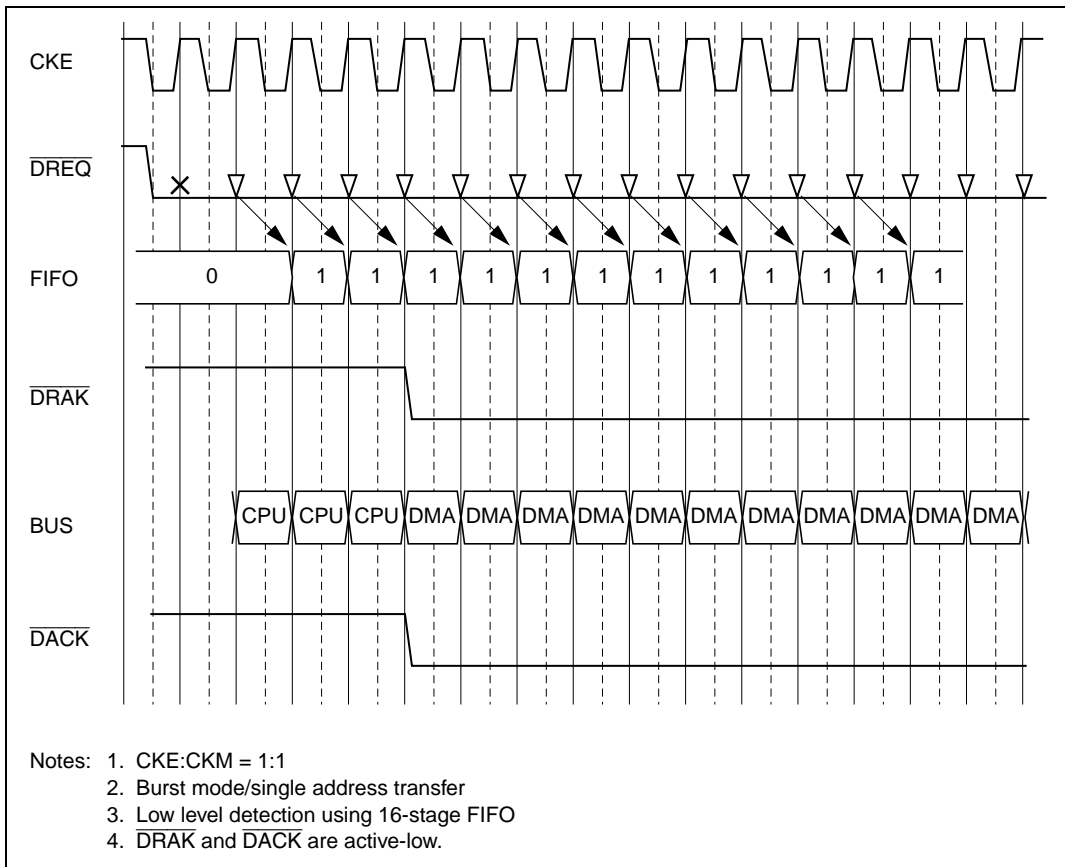 CKE
DREQ
FIFO 0 1 1 1 1 1 1 1 1 1 1 1 1
DRAK
BUS CPU CPU CPU DMA DMA DMA DMA DMA DMA DMA DMA DMA DMA DMA
DACK
Notes: 1. CKE:CKM = 1:1
2. Burst mode/single address transfer
3. Low level detection using 16-stage FIFO
4. DRAK and DACK are active-low.